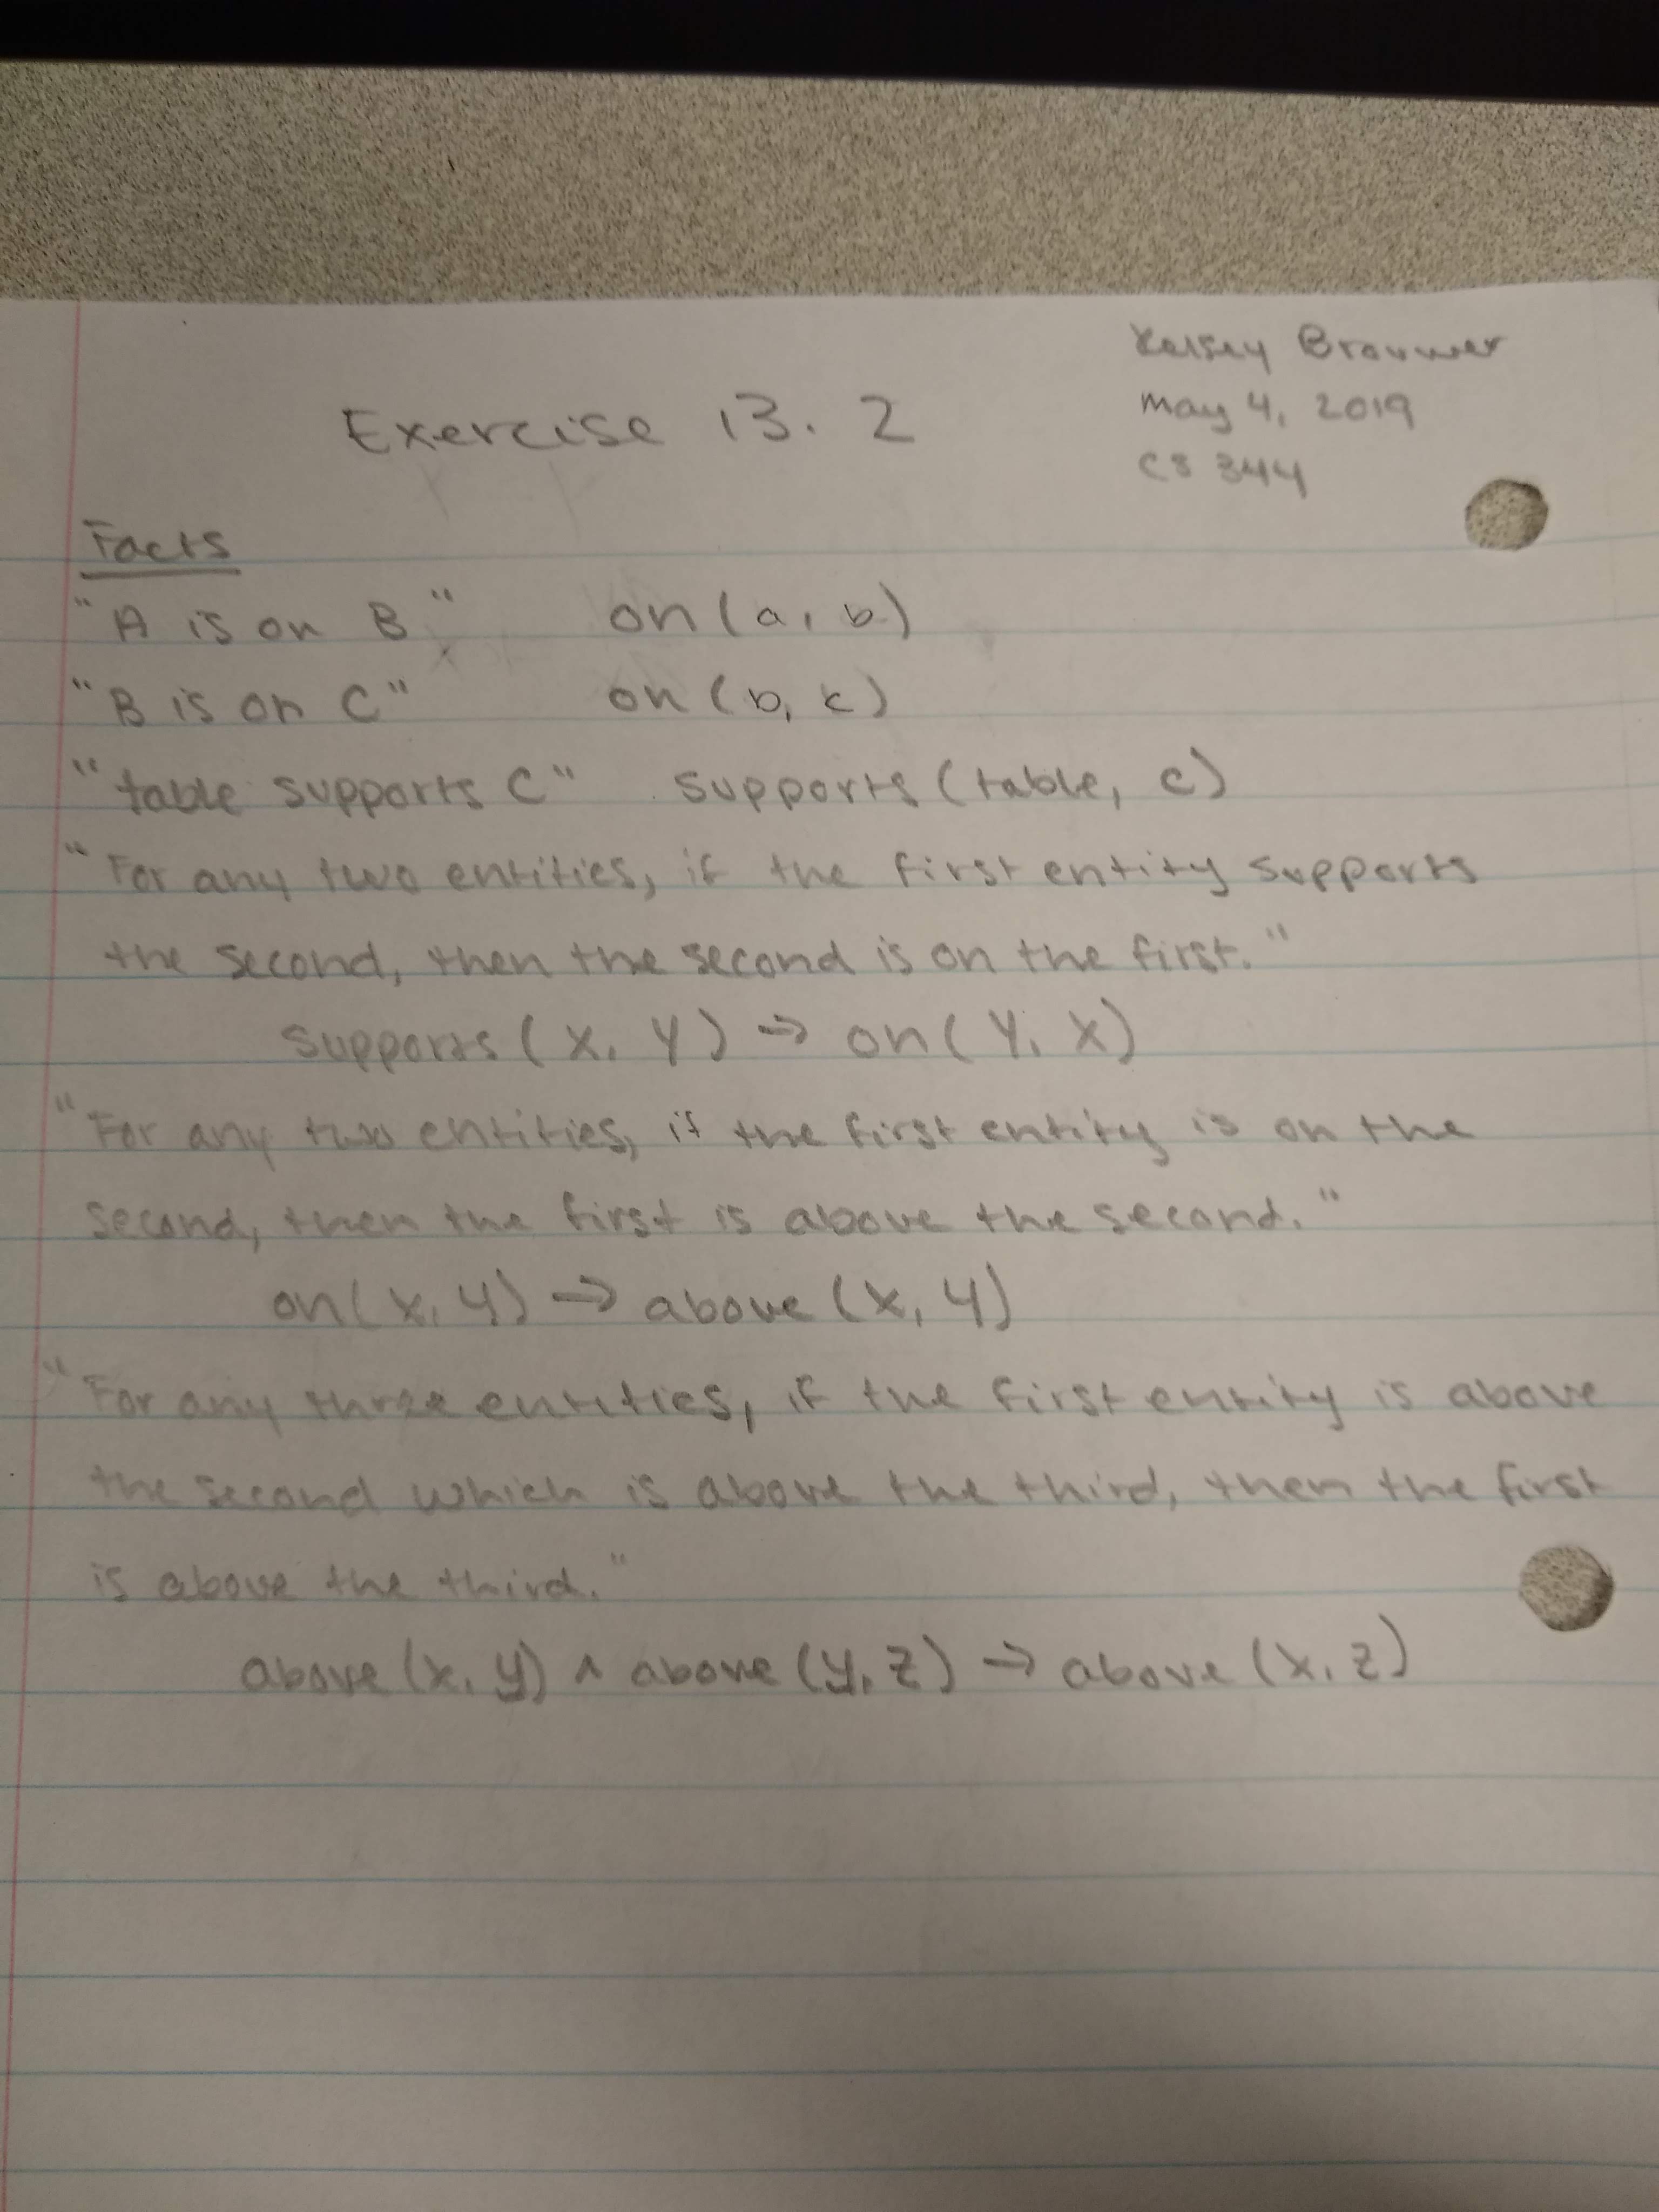 Kelsey Brouwer
May 4, 2019
CS 344
Exercise 13.2
Facts
"A is on B" on(a, b)
"B is on C" on(b, c)
"table supports C" supports(table, c)
"For any two entities, if the first entity supports
the second, then the second is on the first."
supports(x, y) → on(y, x)
"For any two entities, if the first entity is on the
second, then the first is above the second."
on(x, y) → above(x, y)
"For any three entities, if the first entity is above
the second which is above the third, then the first
is above the third."
above(x, y) ∧ above(y, z) → above(x, z)